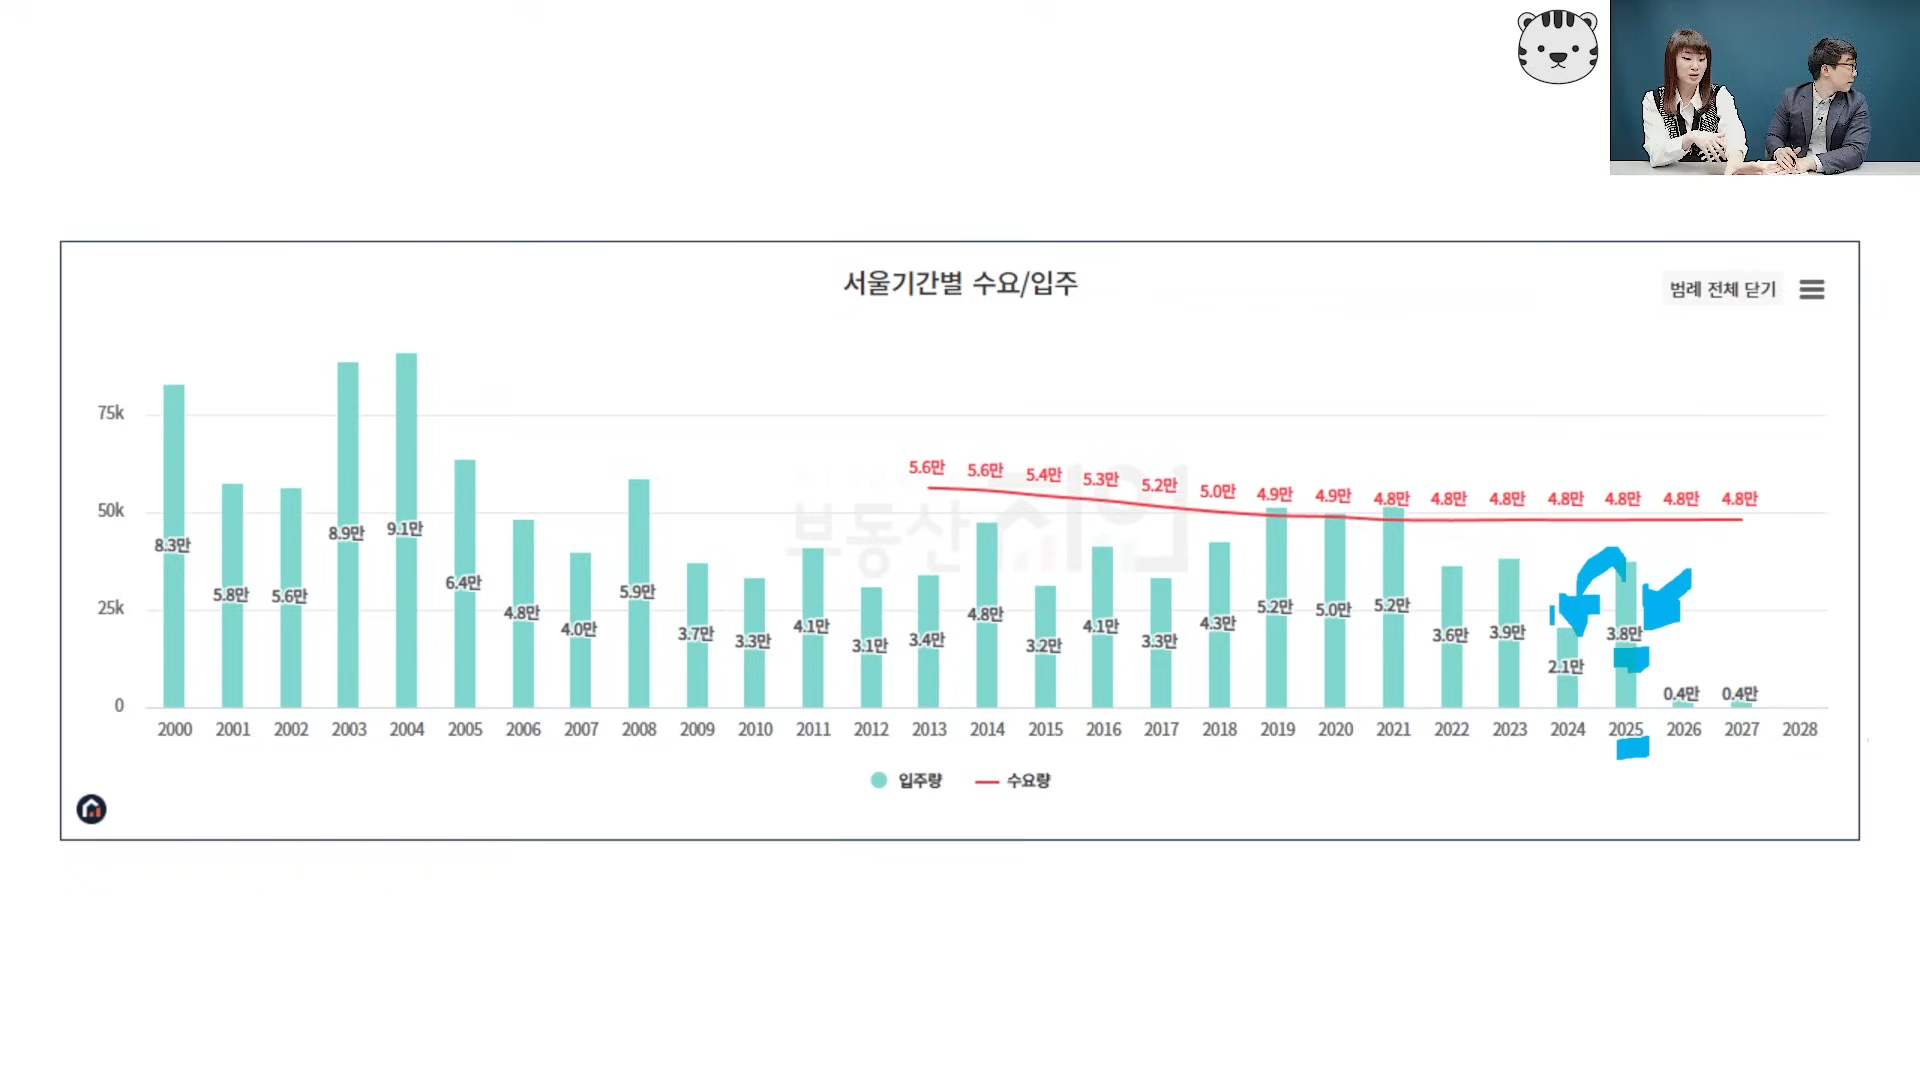 서울기간별 수요/입주
범례 전체 닫기
75k
50k
25k
0
5.6만 5.6만 5.4만 5.3만 5.2만 5.0만 4.9만 4.9만 4.8만 4.8만 4.8만 4.8만 4.8만 4.8만 4.8만
8.3만 5.8만 5.6만 8.9만 9.1만 6.4만 4.8만 4.0만 5.9만 3.7만 3.3만 4.1만 3.1만 3.4만 4.8만 3.2만 4.1만 3.3만 4.3만 5.2만 5.0만 5.2만 3.6만 3.9만 2.1만 3.8만 0.4만 0.4만
부동산지인
2000 2001 2002 2003 2004 2005 2006 2007 2008 2009 2010 2011 2012 2013 2014 2015 2016 2017 2018 2019 2020 2021 2022 2023 2024 2025 2026 2027 2028
입주량 수요량